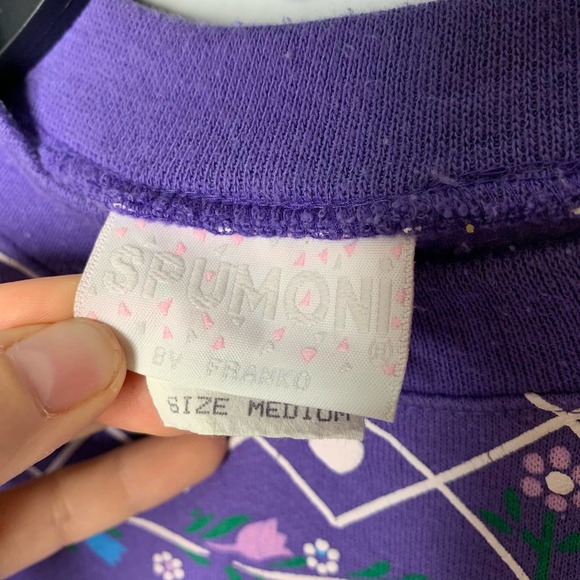 SPUMONI
BY FRANKO ®
SIZE MEDIUM